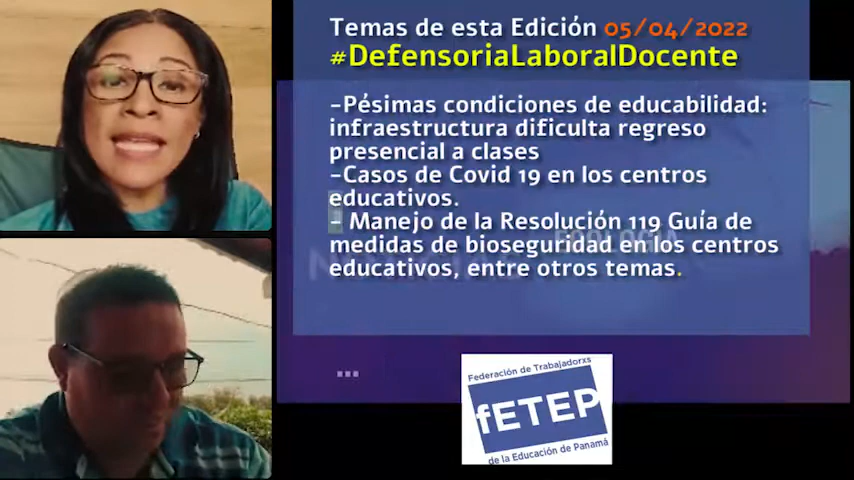 Temas de esta Edición 05/04/2022
#DefensoriaLaboralDocente
-Pésimas condiciones de educabilidad:
infraestructura dificulta regreso
presencial a clases
-Casos de Covid 19 en los centros
educativos.
- Manejo de la Resolución 119 Guía de
medidas de bioseguridad en los centros
educativos, entre otros temas.
...
Federación de Trabajadorxs
fETEP
de la Educación de Panamá